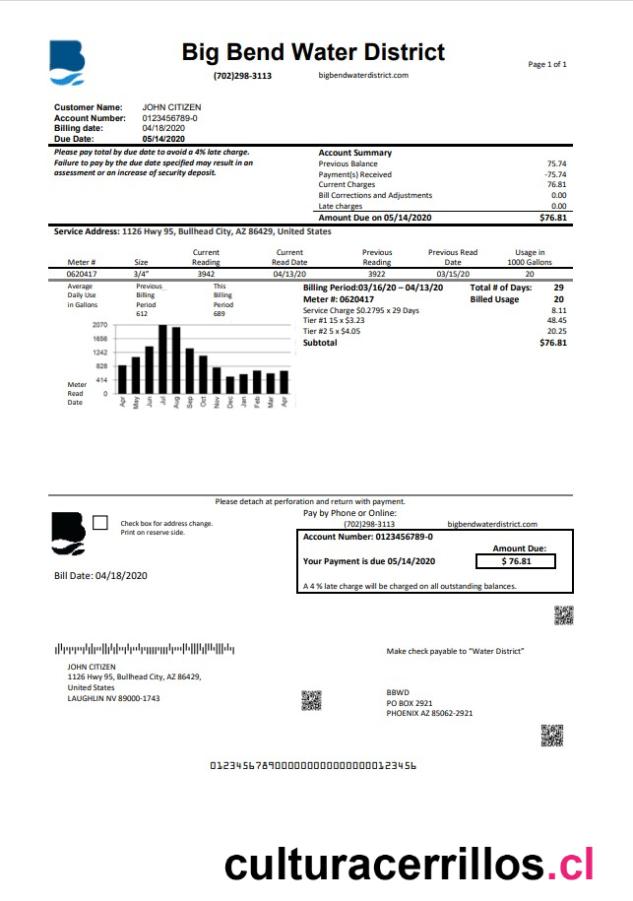 Big Bend Water District
Page 1 of 1
(702)298-3113 bigbendwaterdistrict.com
Customer Name: JOHN CITIZEN
Account Number: 0123456789-0
Billing date: 04/18/2020
Due Date: 05/14/2020
Please pay total by due date to avoid a 4% late charge.
Failure to pay by the due date specified may result in an
assessment or an increase of security deposit.
Account Summary
Previous Balance 75.74
Payment(s) Received -75.74
Current Charges 76.81
Bill Corrections and Adjustments 0.00
Late charges 0.00
Amount Due on 05/14/2020 $76.81
Service Address: 1126 Hwy 95, Bullhead City, AZ 86429, United States
Current Current Previous Previous Read Usage in
Meter # Size Reading Read Date Reading Date 1000 Gallons
0620417 3/4" 3942 04/13/20 3922 03/15/20 20
Average Previous This
Daily Use Billing Billing
in Gallons Period Period
612 689
2070
1656
1242
828
414
0
Meter
Read
Date
Apr May Jun Jul Aug Sep Oct Nov Dec Jan Feb Mar Apr
Billing Period:03/16/20 – 04/13/20 Total # of Days: 29
Meter #: 0620417 Billed Usage 20
Service Charge $0.2795 x 29 Days 8.11
Tier #1 15 x $3.23 48.45
Tier #2 5 x $4.05 20.25
Subtotal $76.81
Please detach at perforation and return with payment.
Check box for address change.
Print on reserve side.
Pay by Phone or Online:
(702)298-3113 bigbendwaterdistrict.com
Account Number: 0123456789-0
Amount Due:
Your Payment is due 05/14/2020 $ 76.81
A 4 % late charge will be charged on all outstanding balances.
Bill Date: 04/18/2020
Make check payable to "Water District"
JOHN CITIZEN
1126 Hwy 95, Bullhead City, AZ 86429,
United States
LAUGHLIN NV 89000-1743
BBWD
PO BOX 2921
PHOENIX AZ 85062-2921
culturacerrillos.cl